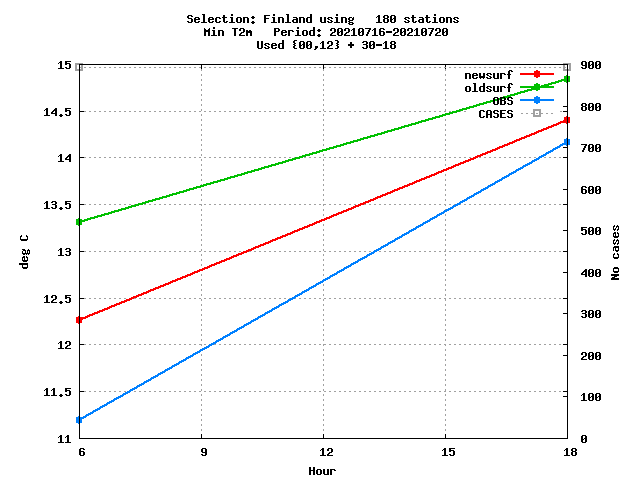 Selection: Finland using   180 stations
Min T2m   Period: 20210716-20210720
Used {00,12} + 30-18
newsurf
oldsurf
OBS
CASES
15
14.5
14
13.5
13
12.5
12
11.5
11
900
800
700
600
500
400
300
200
100
0
deg C
No cases
6 9 12 15 18
Hour